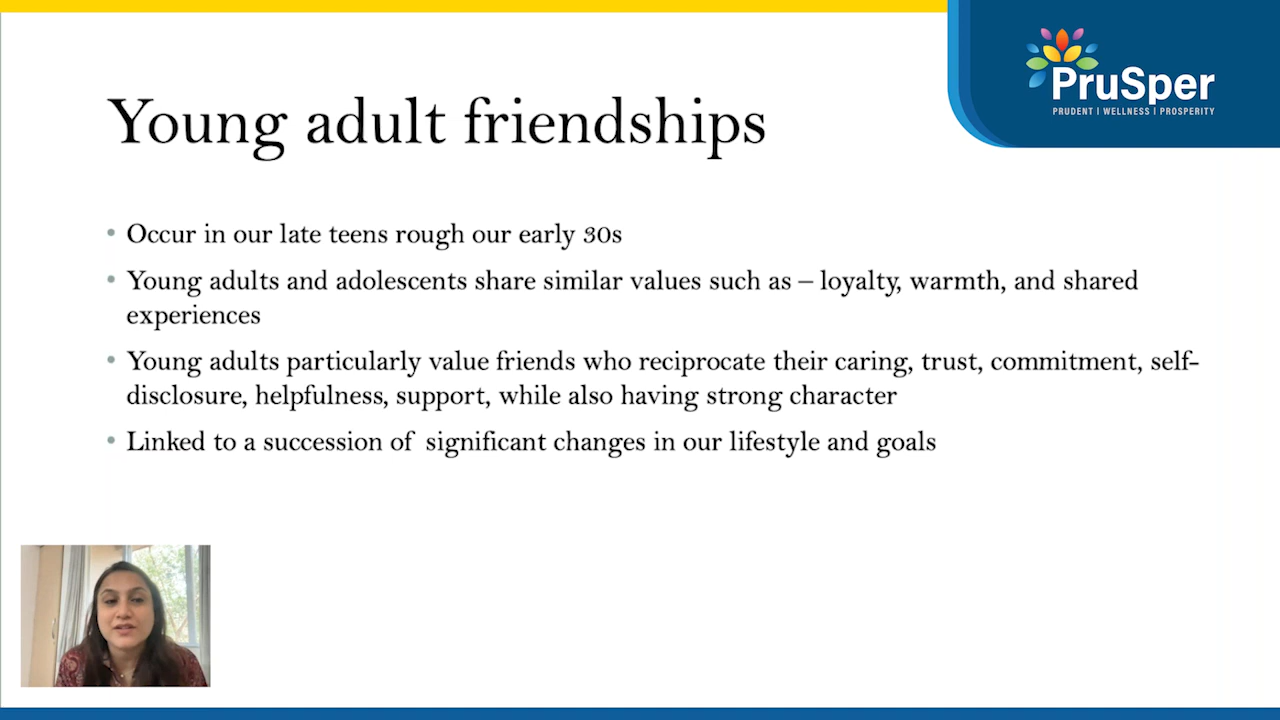 PruSper
PRUDENT | WELLNESS | PROSPERITY
Young adult friendships
• Occur in our late teens rough our early 30s
• Young adults and adolescents share similar values such as – loyalty, warmth, and shared
experiences
• Young adults particularly value friends who reciprocate their caring, trust, commitment, self-
disclosure, helpfulness, support, while also having strong character
• Linked to a succession of significant changes in our lifestyle and goals